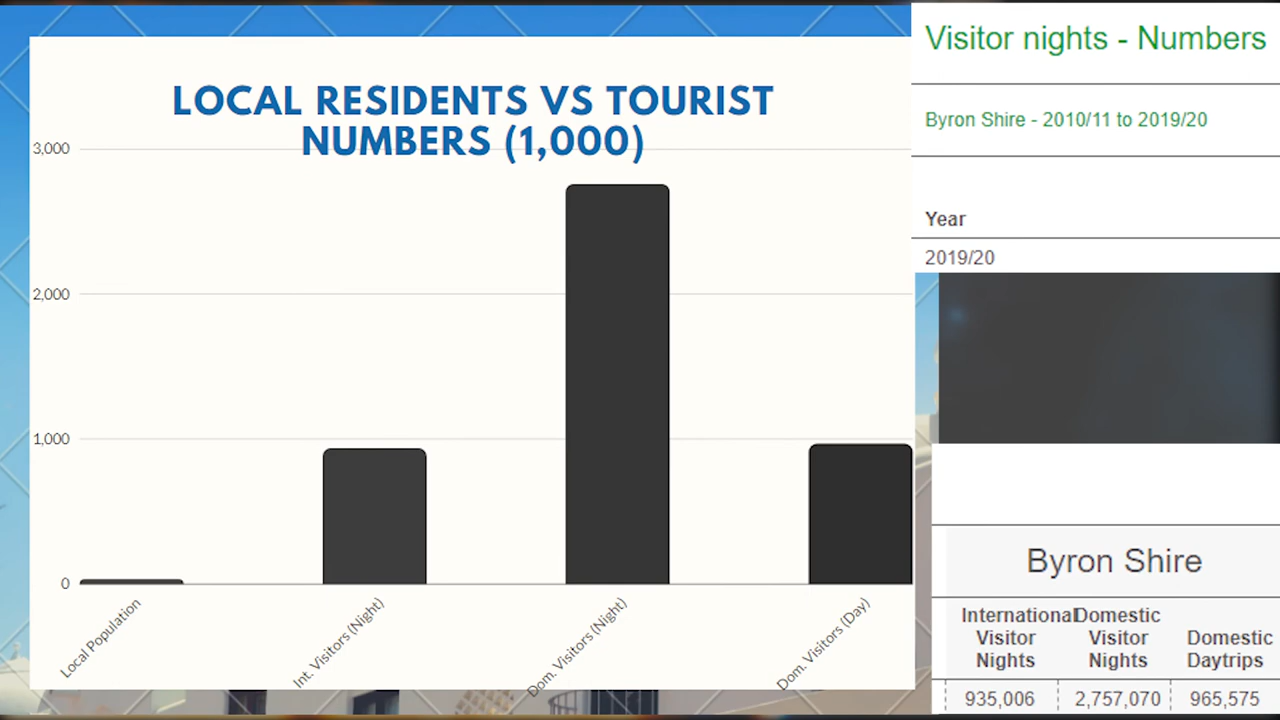 LOCAL RESIDENTS VS TOURIST
NUMBERS (1,000)
3,000
2,000
1,000
0
Local Population
Int. Visitors (Night)
Dom. Visitors (Night)
Dom. Visitors (Day)
Visitor nights - Numbers
Byron Shire - 2010/11 to 2019/20
Year
2019/20
Byron Shire
International Domestic
Visitor Visitor Domestic
Nights Nights Daytrips
935,006 2,757,070 965,575